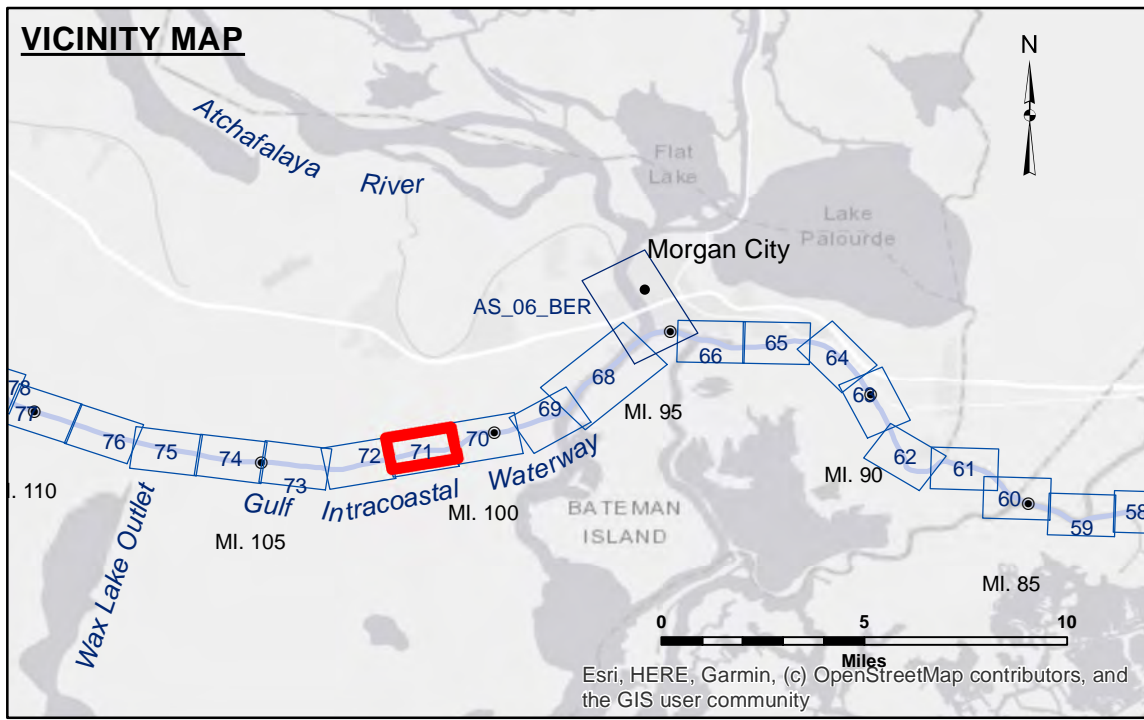 VICINITY MAP
N
Atchafalaya
River
Flat
Lake
Lake
Palourde
Morgan City
AS_06_BER
66
65
64
63
62
61
60
59
58
68
69
70
71
72
73
74
75
76
77
78
MI. 95
MI. 90
MI. 85
MI. 100
MI. 105
I. 110
Gulf Intracoastal Waterway
Wax Lake Outlet
BATEMAN
ISLAND
0 5 10
Miles
Esri, HERE, Garmin, (c) OpenStreetMap contributors, and
the GIS user community